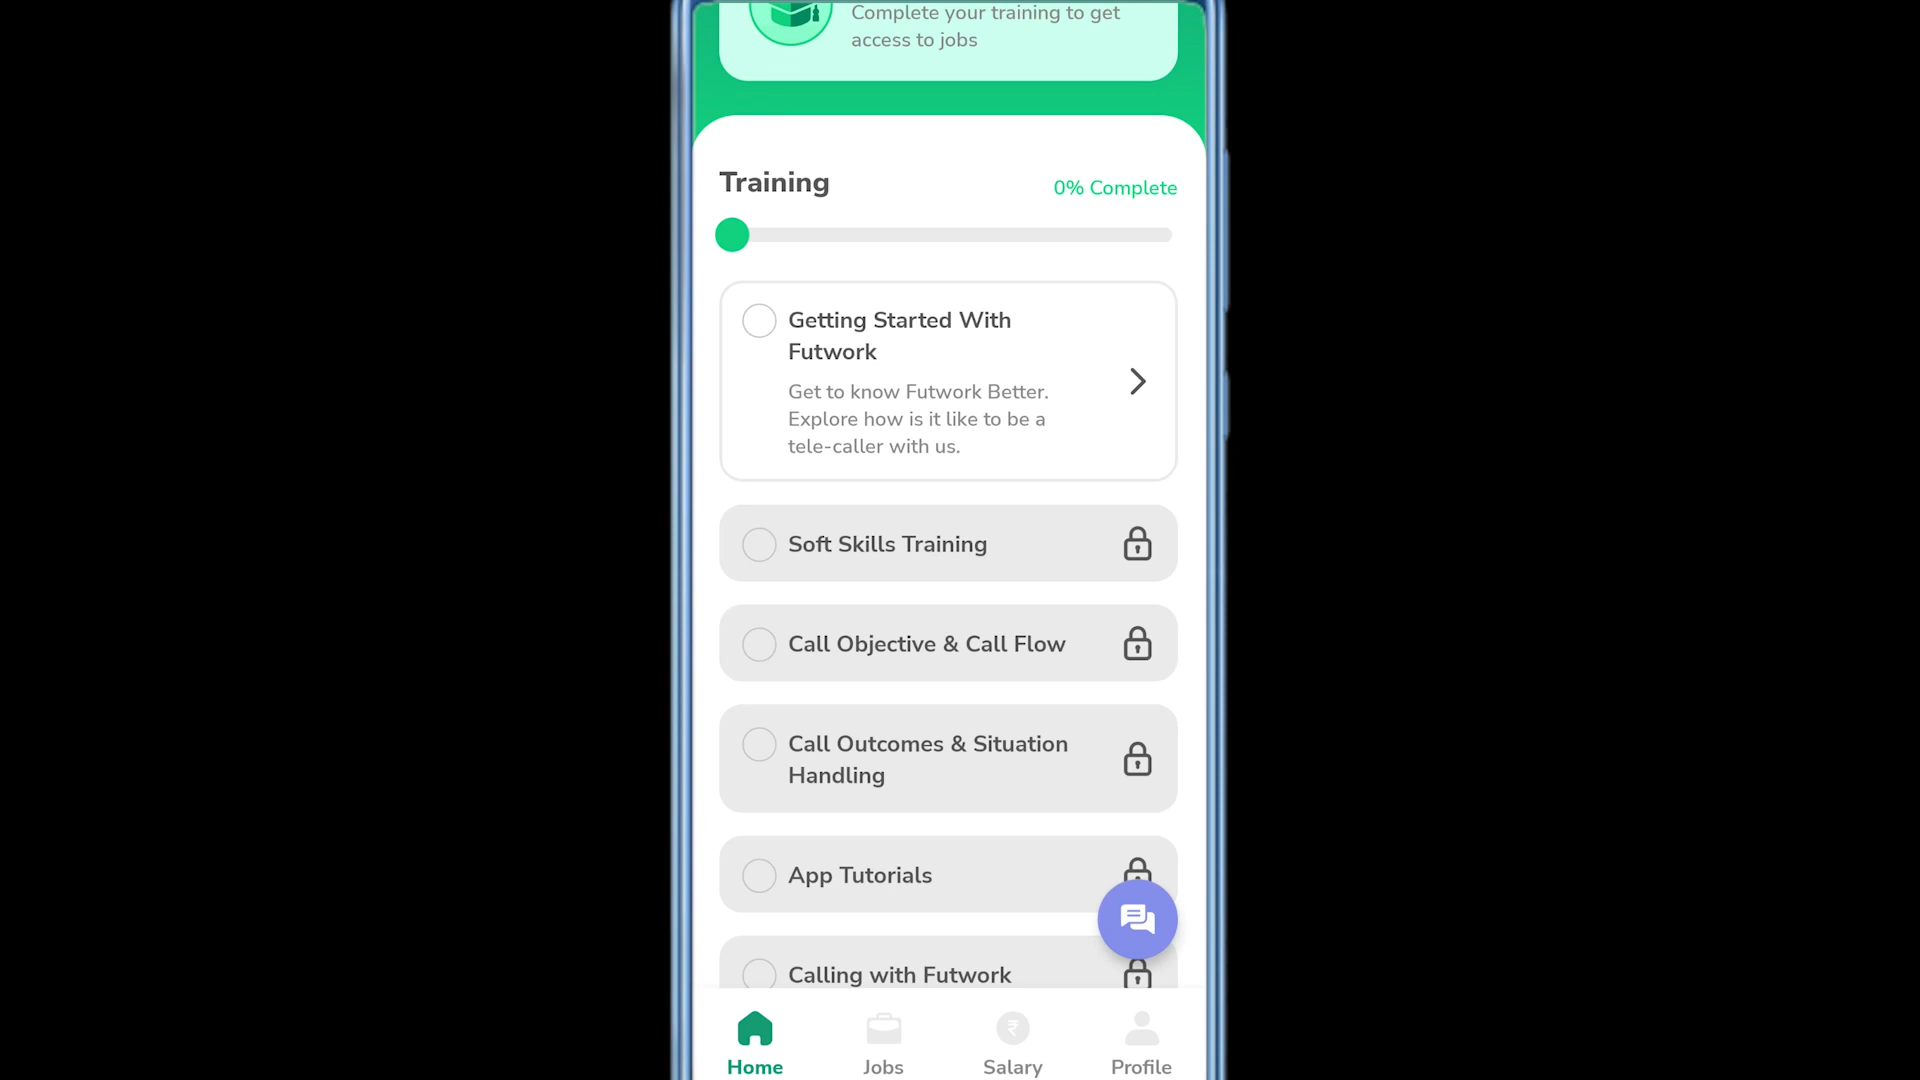 Complete your training to get
access to jobs
Training
0% Complete
Getting Started With
Futwork
Get to know Futwork Better.
Explore how is it like to be a
tele-caller with us.
Soft Skills Training
Call Objective & Call Flow
Call Outcomes & Situation
Handling
App Tutorials
Calling with Futwork
₹
Home
Jobs
Salary
Profile